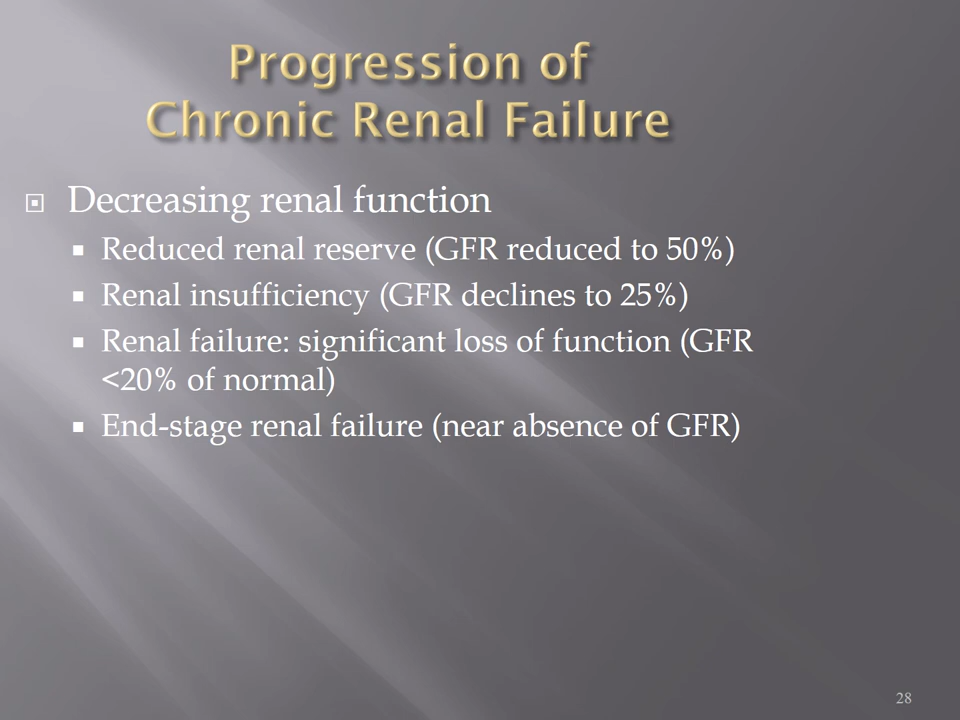 Progression of
Chronic Renal Failure
Decreasing renal function
Reduced renal reserve (GFR reduced to 50%)
Renal insufficiency (GFR declines to 25%)
Renal failure: significant loss of function (GFR
<20% of normal)
End-stage renal failure (near absence of GFR)
28